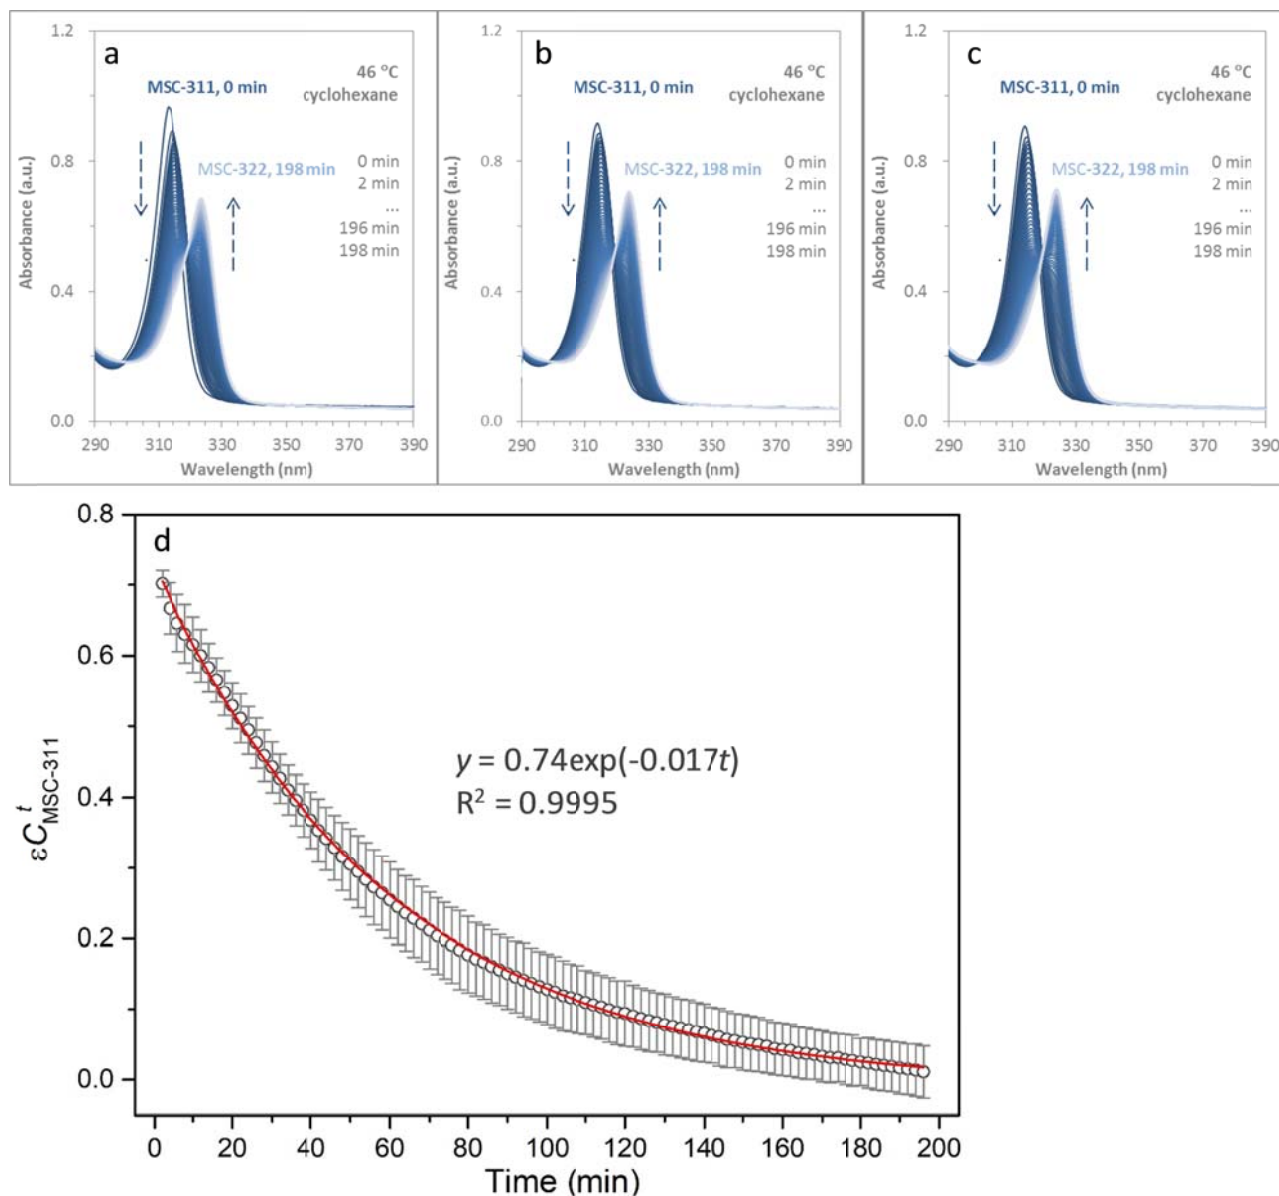 a
1.2
0.8
0.4
0.0
Absorbance (a.u.)
MSC-311, 0 min
46 °C
cyclohexane
MSC-322, 198 min
0 min
2 min
...
196 min
198 min
290 310 330 350 370 390
Wavelength (nm)
b
1.2
0.8
0.4
0.0
Absorbance (a.u.)
MSC-311, 0 min
46 °C
cyclohexane
MSC-322, 198 min
0 min
2 min
...
196 min
198 min
290 310 330 350 370 390
Wavelength (nm)
c
1.2
0.8
0.4
0.0
Absorbance (a.u.)
MSC-311, 0 min
46 °C
cyclohexane
MSC-322, 198 min
0 min
2 min
...
196 min
198 min
290 310 330 350 370 390
Wavelength (nm)
d
0.8
0.6
0.4
0.2
0.0
εC^t_MSC-311
y = 0.74exp(-0.017t)
R² = 0.9995
0 20 40 60 80 100 120 140 160 180 200
Time (min)